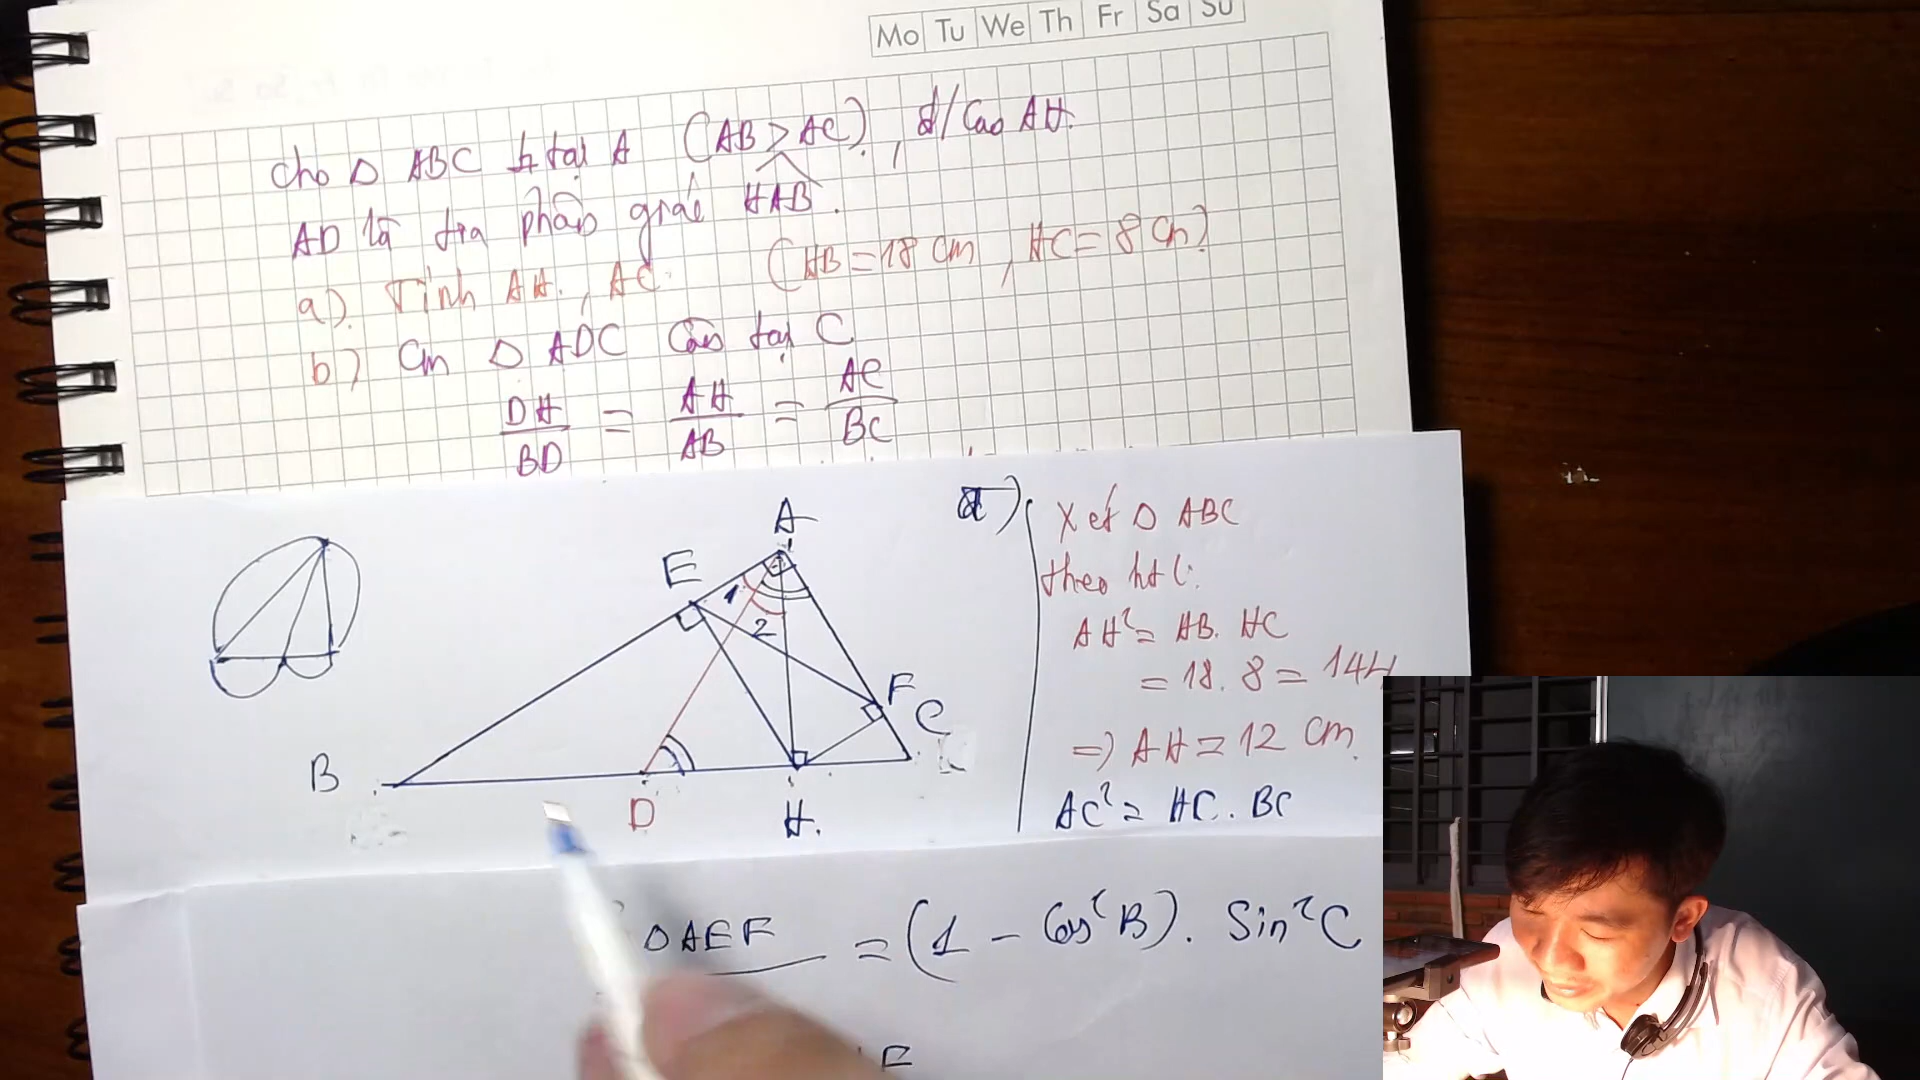 Mo Tu We Th Fr Sa Su
Cho Δ ABC ⊥ tại A (AB > AC), đ/cao AH.
AD là tia phân giác HAB.
a). Tính AH, AC. (HB = 18 cm, HC = 8 cm)
b) Cm Δ ADC cân tại C
DH/BD = AH/AB = AC/BC
A
E
1
2
F
C
B
D
H.
a)
Xét Δ ABC
theo htl:
AH² = HB. HC
= 18. 8 = 144
=> AH = 12 cm.
AC² = HC. BC
Δ AEF = (1 - Cos² B). Sin² C